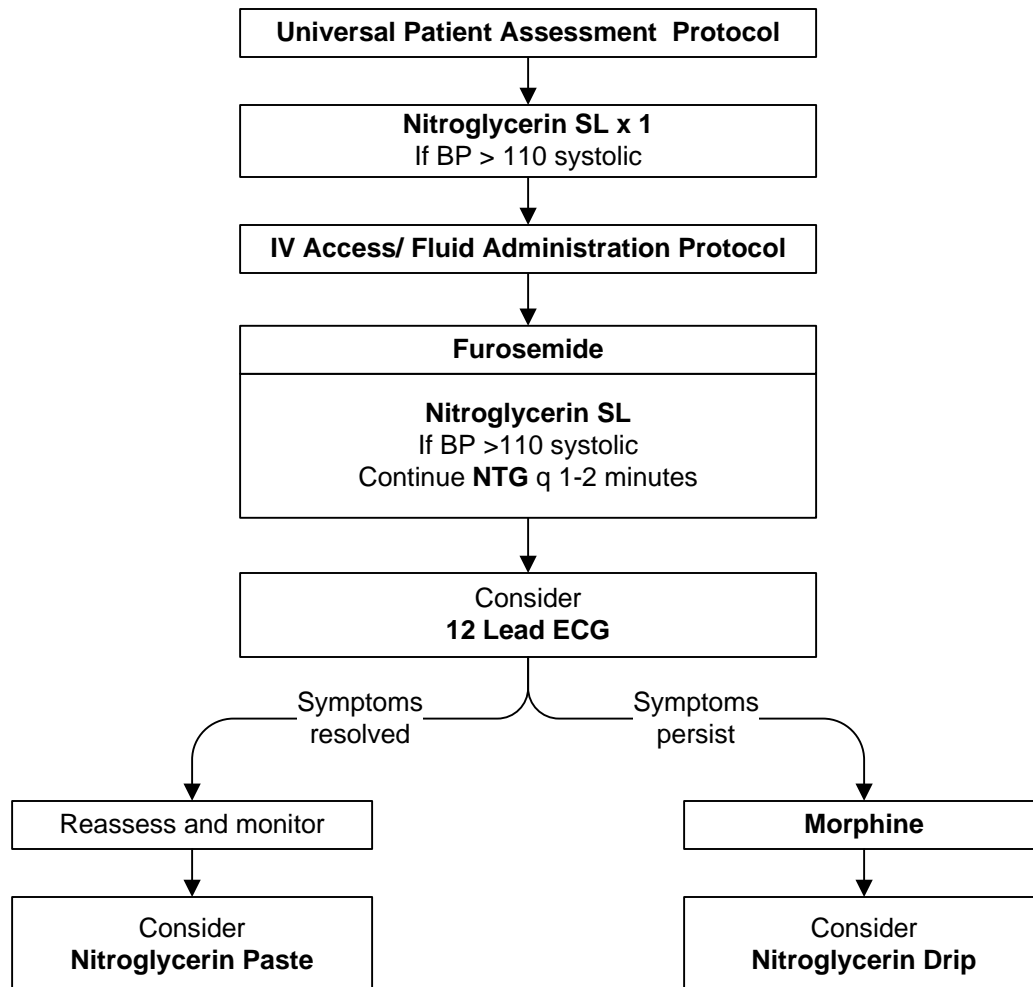 Universal Patient Assessment  Protocol
Nitroglycerin SL x 1
If BP > 110 systolic
IV Access/ Fluid Administration Protocol
Furosemide
Nitroglycerin SL
If BP >110 systolic
Continue NTG q 1-2 minutes
Consider
12 Lead ECG
Symptoms
resolved
Symptoms
persist
Reassess and monitor
Morphine
Consider
Nitroglycerin Paste
Consider
Nitroglycerin Drip